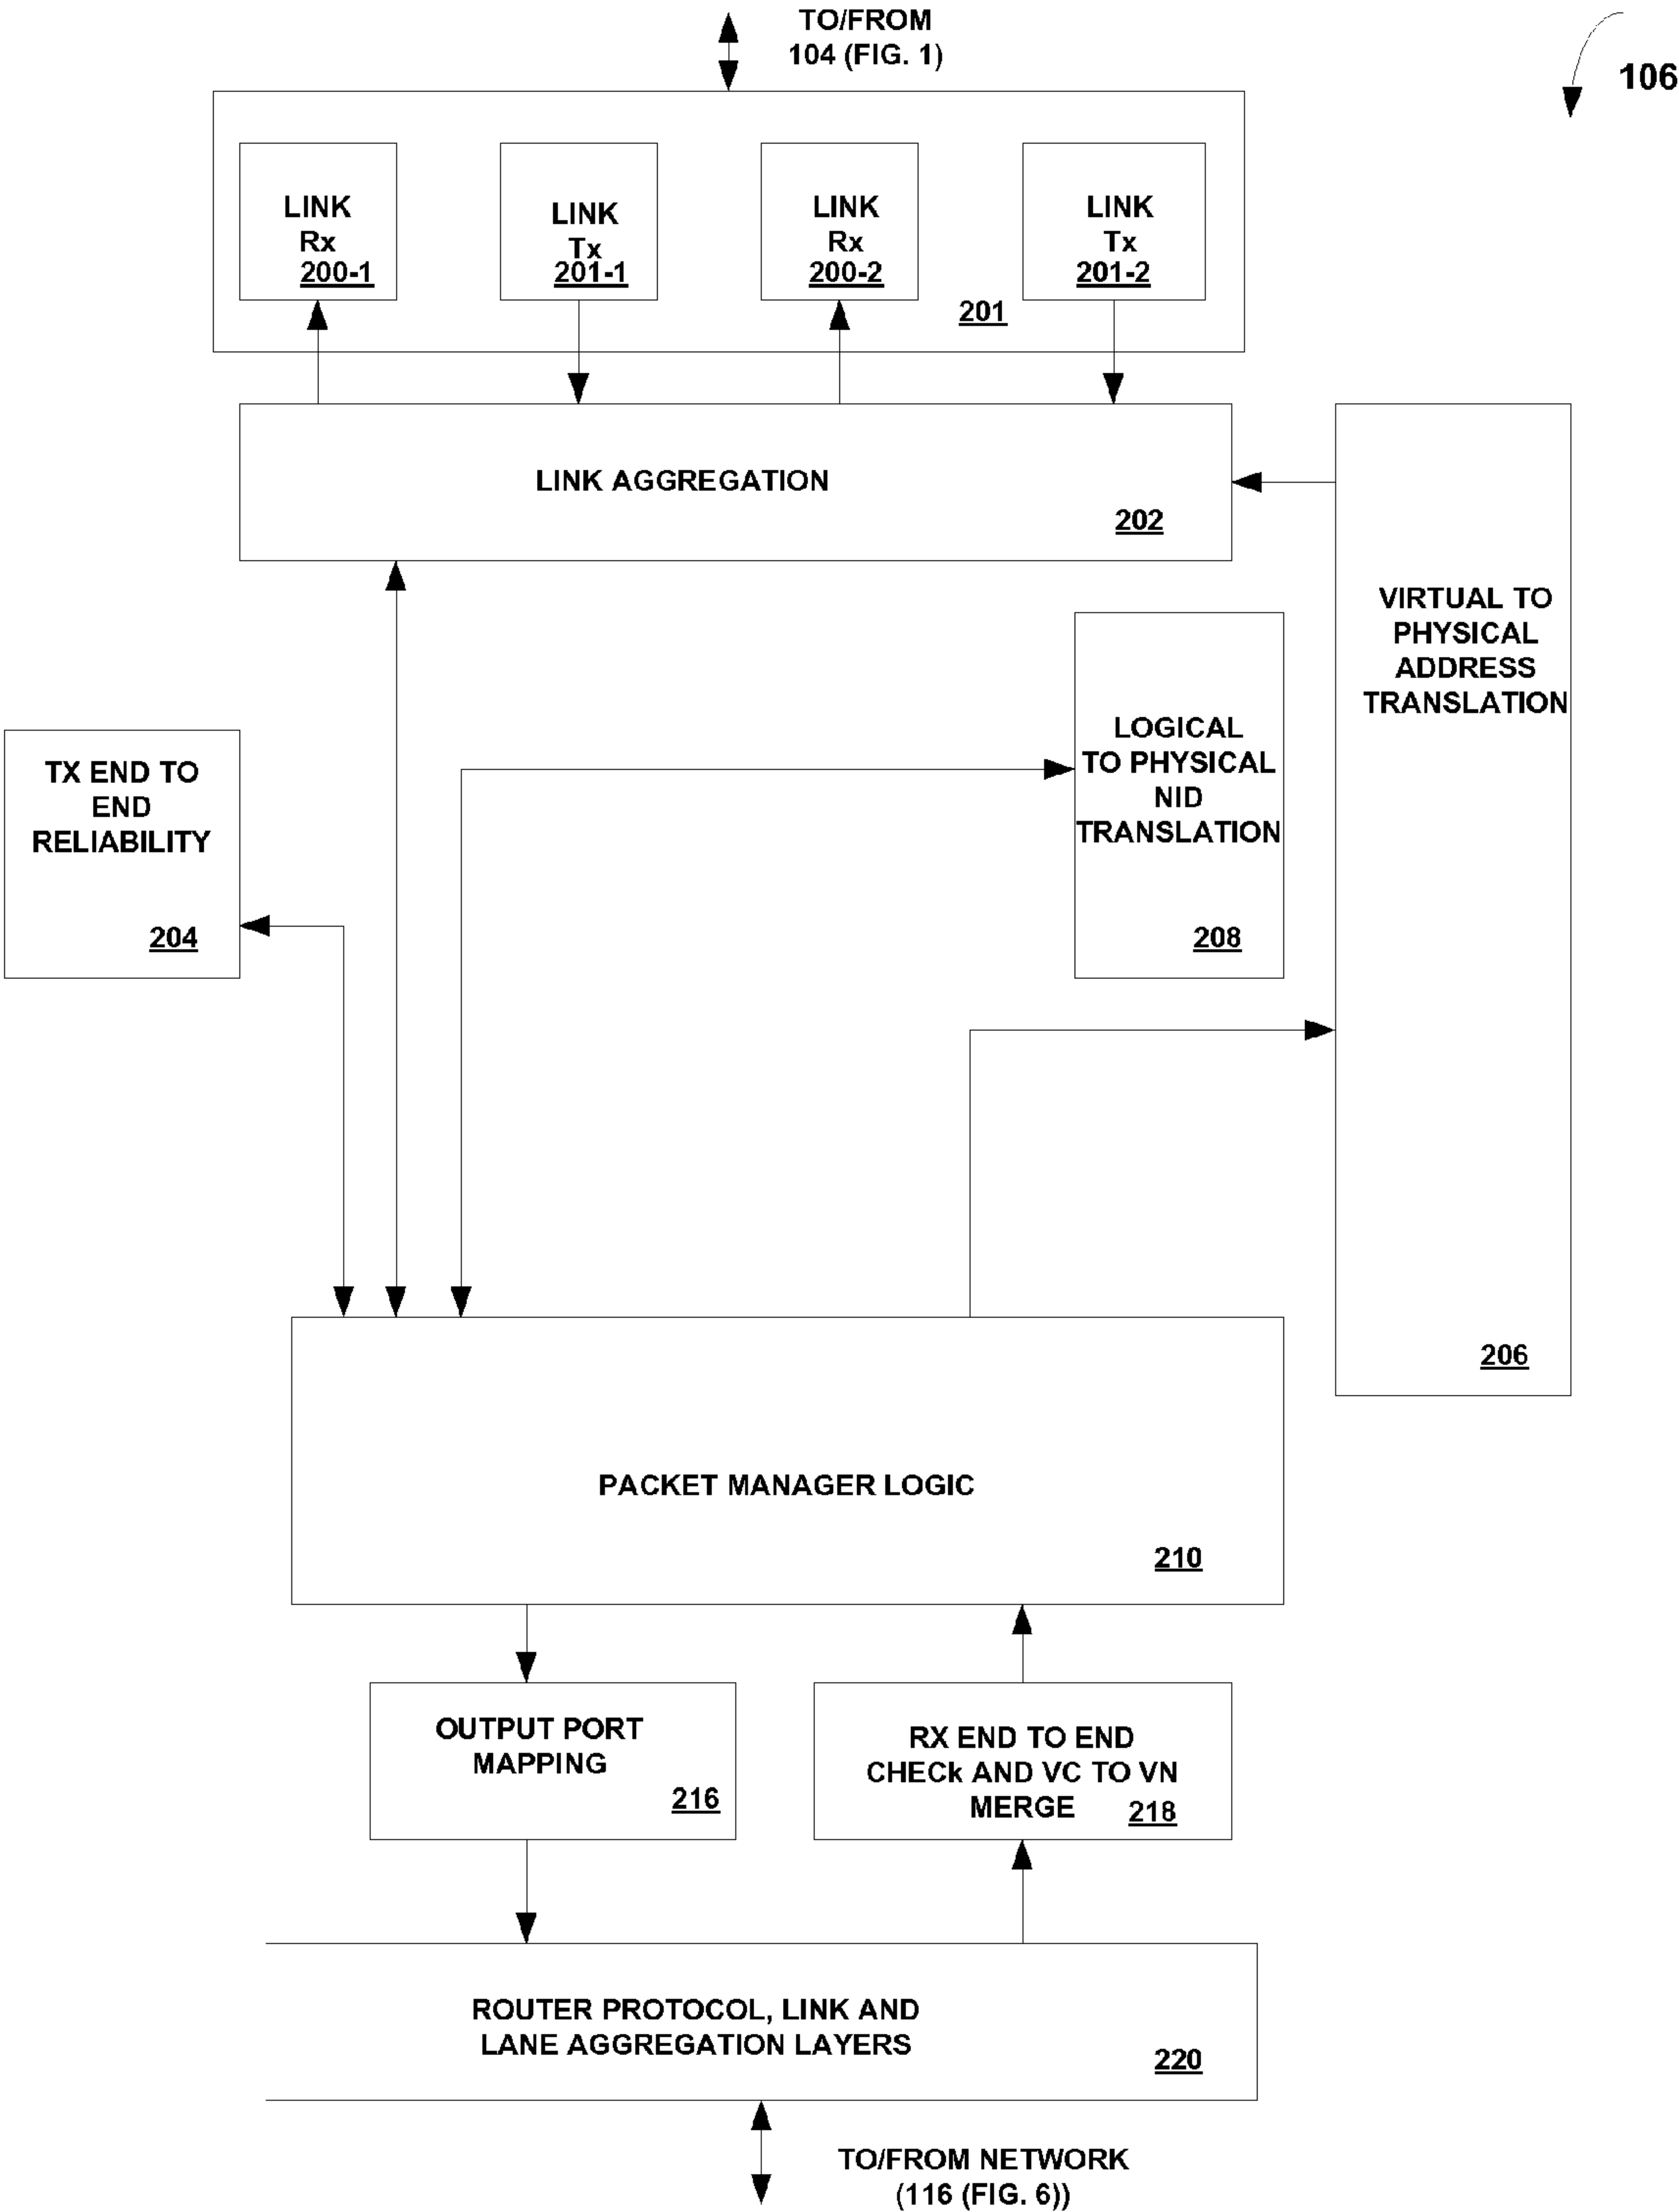 TO/FROM
104 (FIG. 1)
106
LINK
Rx
200-1
LINK
Tx
201-1
LINK
Rx
200-2
LINK
Tx
201-2
201
LINK AGGREGATION
202
VIRTUAL TO
PHYSICAL
ADDRESS
TRANSLATION
206
LOGICAL
TO PHYSICAL
NID
TRANSLATION
208
TX END TO
END
RELIABILITY
204
PACKET MANAGER LOGIC
210
OUTPUT PORT
MAPPING
216
RX END TO END
CHECk AND VC TO VN
MERGE
218
ROUTER PROTOCOL, LINK AND
LANE AGGREGATION LAYERS
220
TO/FROM NETWORK
(116 (FIG. 6))